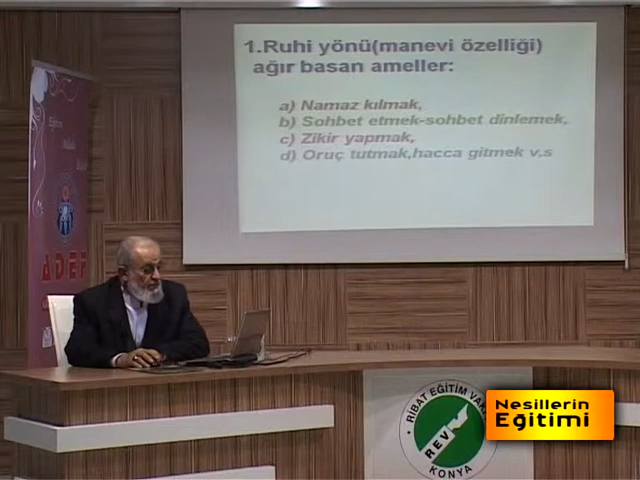 1.Ruhi yönü(manevi özelliği)
ağır basan ameller:
a) Namaz kılmak,
b) Sohbet etmek-sohbet dinlemek,
c) Zikir yapmak,
d) Oruç tutmak,hacca gitmek v.s
ADEF
RİBAT EĞİTİM
REV
KONYA
Nesillerin
Eğitimi